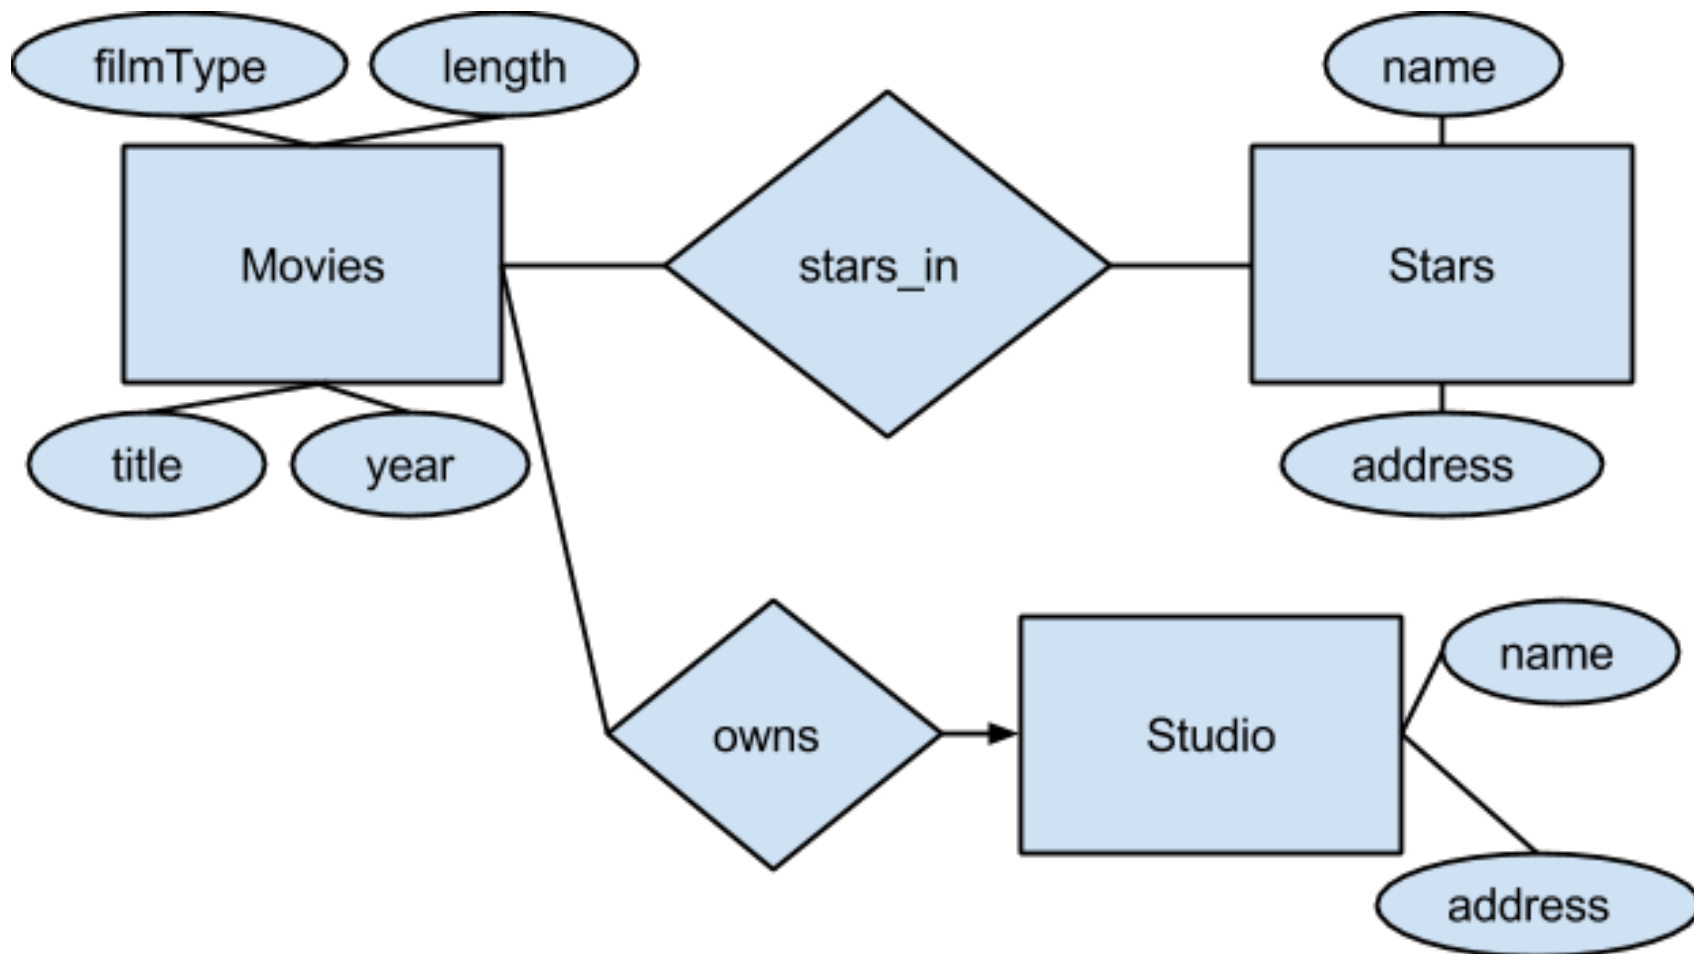 filmType
length
name
Movies
stars_in
Stars
title
year
address
name
owns
Studio
address